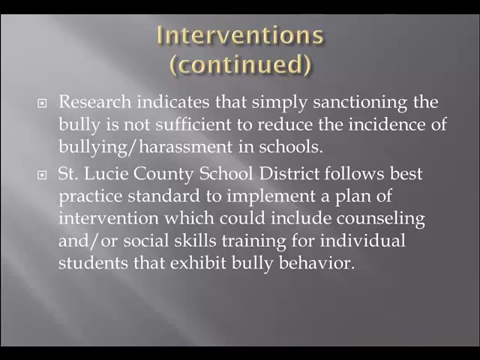 Interventions
(continued)
Research indicates that simply sanctioning the
bully is not sufficient to reduce the incidence of
bullying/harassment in schools.
St. Lucie County School District follows best
practice standard to implement a plan of
intervention which could include counseling
and/or social skills training for individual
students that exhibit bully behavior.